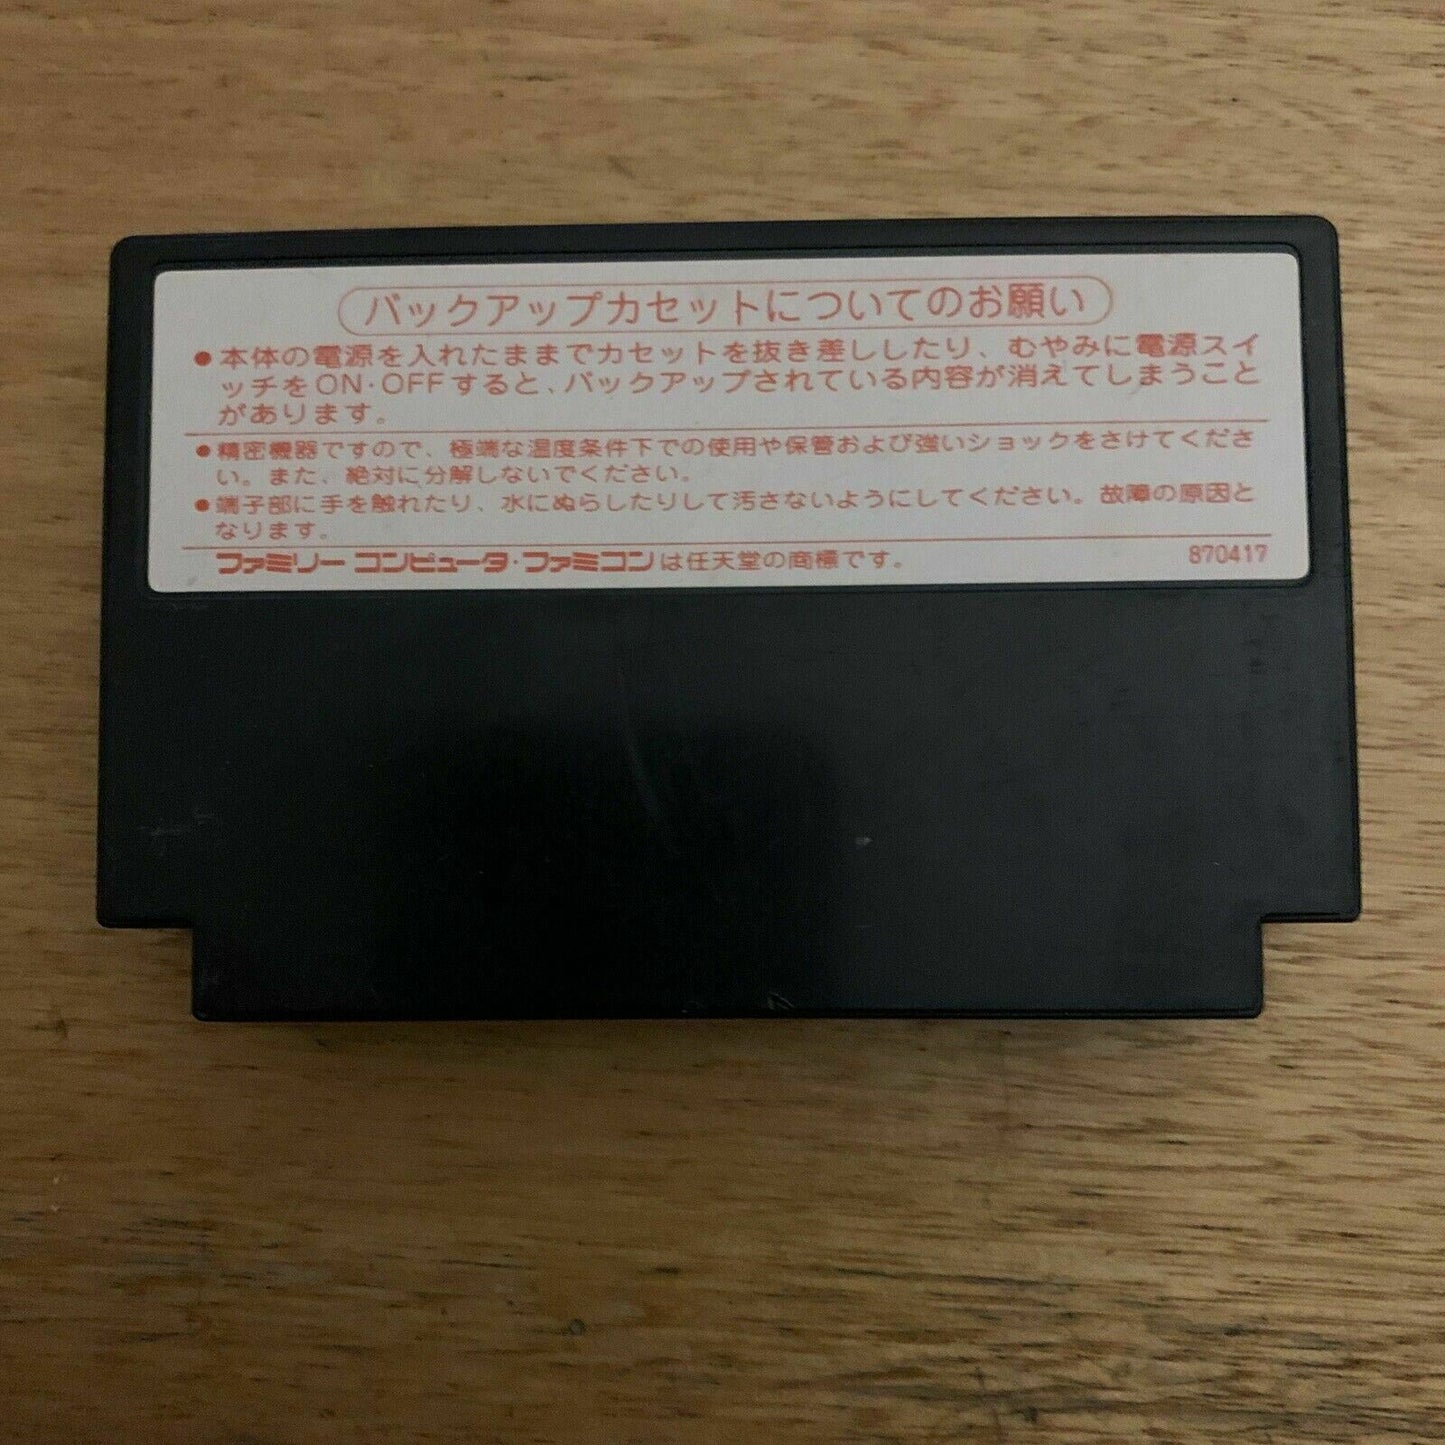 バックアップカセットについてのお願い
●本体の電源を入れたままでカセットを抜き差ししたり、むやみに電源スイ
ッチをON·OFFすると、バックアップされている内容が消えてしまうこと
があります。
●精密機器ですので、極端な温度条件下での使用や保管および強いショックをさけてくださ
い。また、絶対に分解しないでください。
●端子部に手を触れたり、水にぬらしたりして汚さないようにしてください。故障の原因と
なります。
ファミリー コンピュータ·ファミコンは任天堂の商標です。 870417